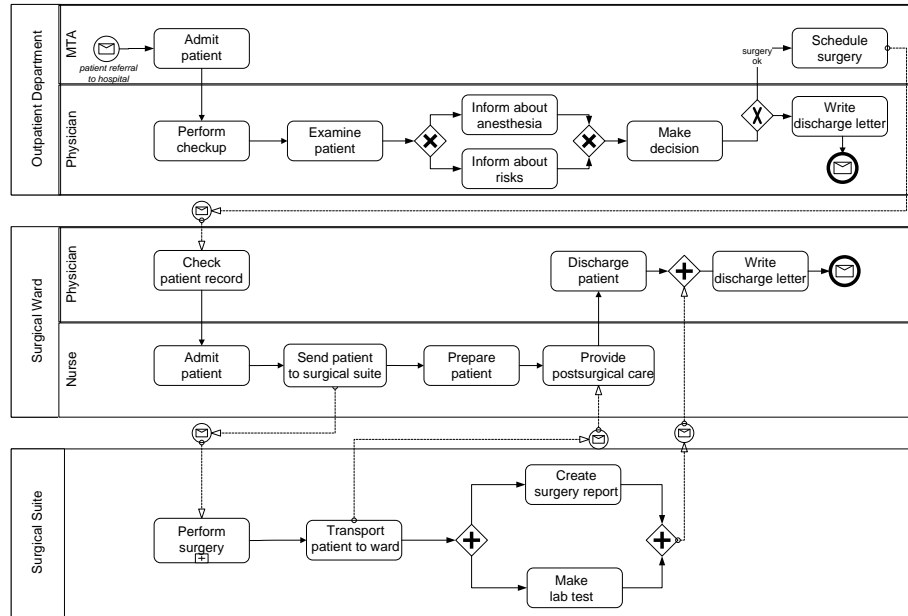 Outpatient Department
MTA
patient referral
to hospital
Admit
patient
surgery
ok
Schedule
surgery
Physician
Perform
checkup
Examine
patient
Inform about
anesthesia
Inform about
risks
Make
decision
Write
discharge letter
Surgical Ward
Physician
Check
patient record
Discharge
patient
Write
discharge letter
Nurse
Admit
patient
Send patient
to surgical suite
Prepare
patient
Provide
postsurgical care
Surgical Suite
Perform
surgery
Transport
patient to ward
Create
surgery report
Make
lab test